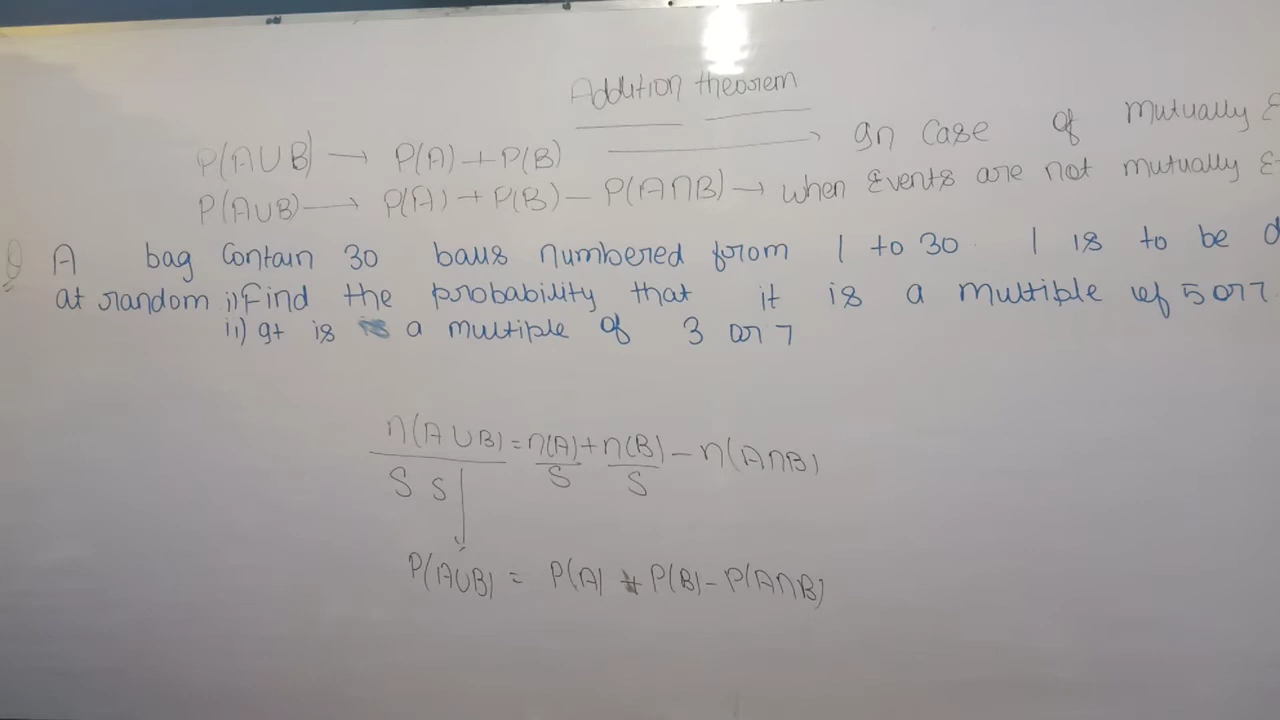 Addition theorem
P(A∪B) → P(A) + P(B) → In case of mutually E
P(A∪B) → P(A) + P(B) – P(A∩B) → when Events are not mutually E
Q A bag contain 30 balls numbered from 1 to 30. 1 is to be d
at random i) Find the probability that it is a multiple of 5 or 7.
ii) It is a multiple of 3 or 7
n(A∪B) = n(A) + n(B) – n(A∩B)
S S S S
P(A∪B) = P(A) + P(B) – P(A∩B)